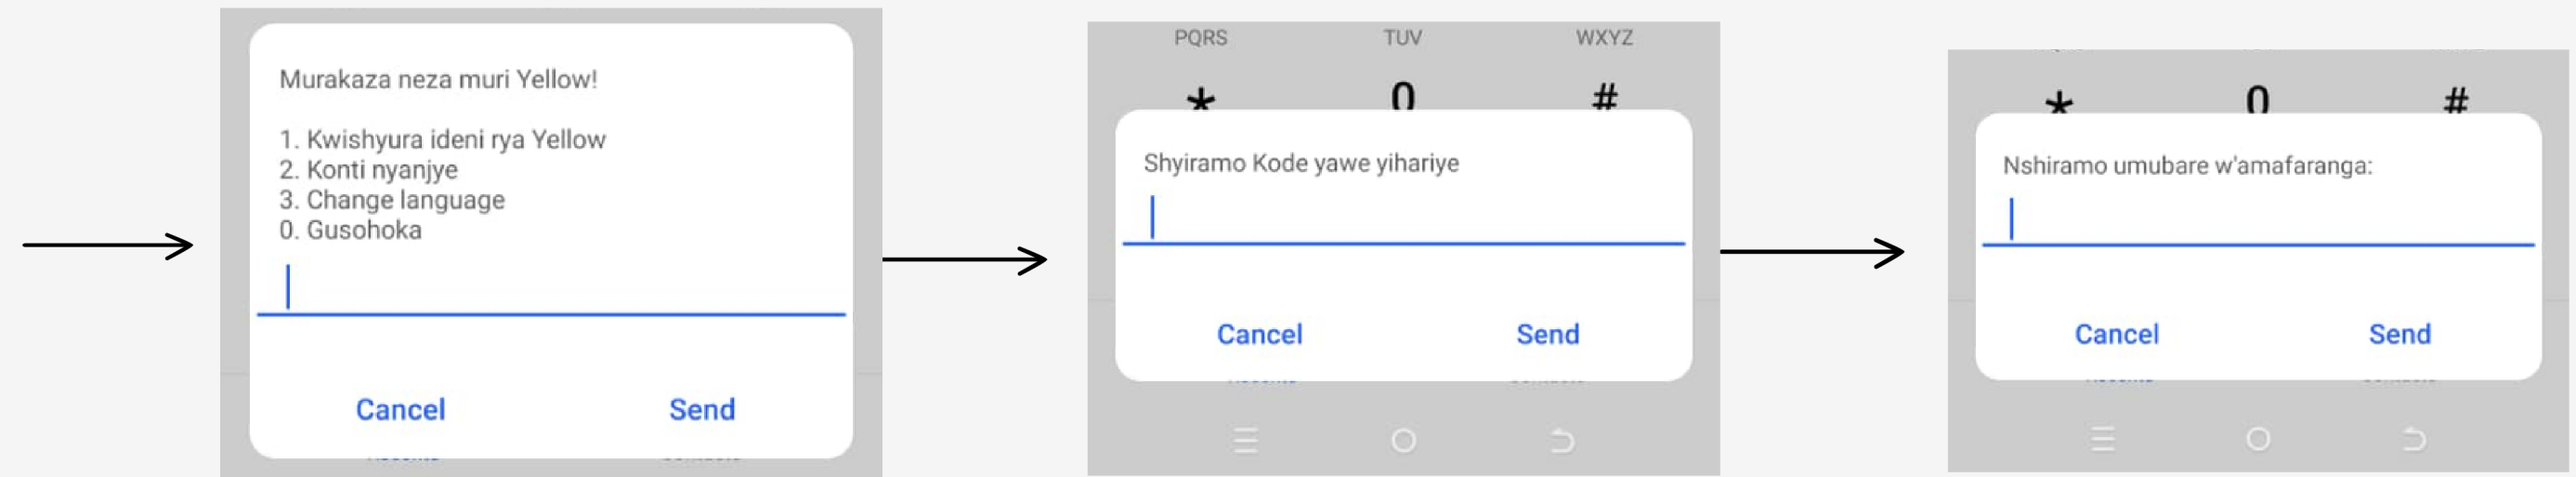 Murakaza neza muri Yellow!
1. Kwishyura ideni rya Yellow
2. Konti nyanjye
3. Change language
0. Gusohoka
Cancel Send
PQRS TUV WXYZ
* 0 #
Shyiramo Kode yawe yihariye
Cancel Send
* 0 #
Nshiramo umubare w'amafaranga:
Cancel Send